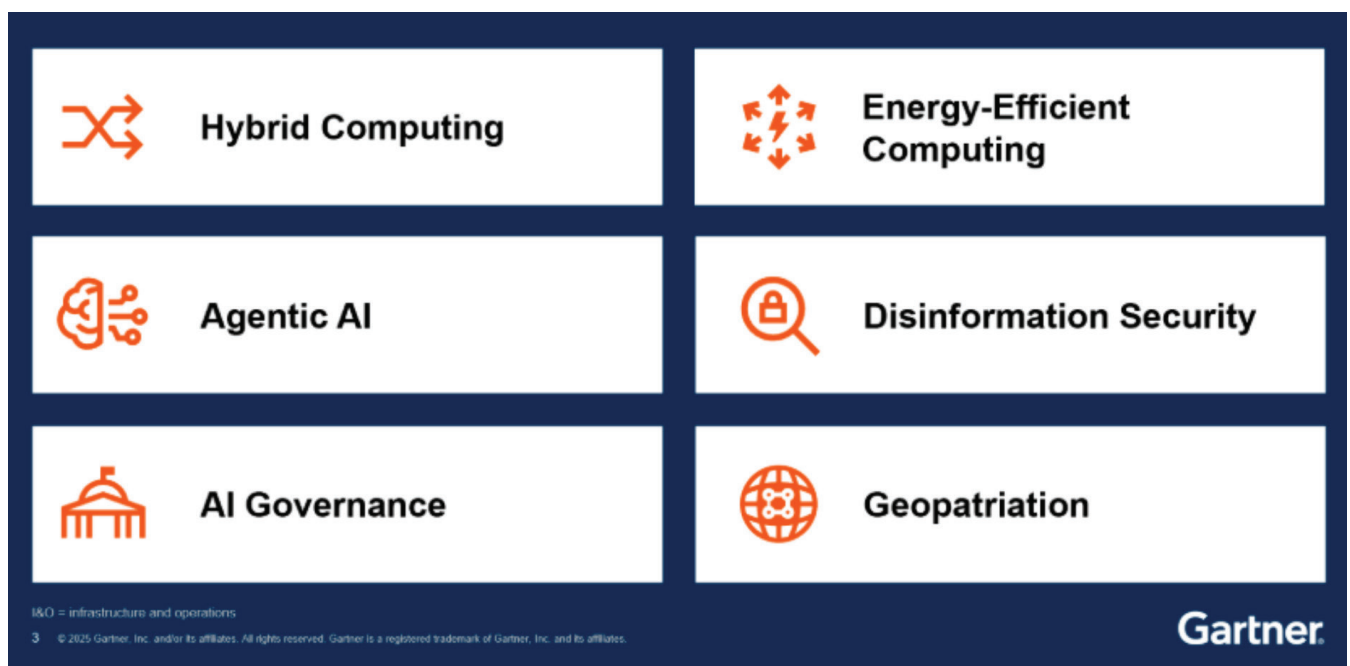 Hybrid Computing
Energy-Efficient
Computing
Agentic AI
Disinformation Security
AI Governance
Geopatriation
I&O = infrastructure and operations
3 © 2025 Gartner, Inc. and/or its affiliates. All rights reserved. Gartner is a registered trademark of Gartner, Inc. and its affiliates.
Gartner.